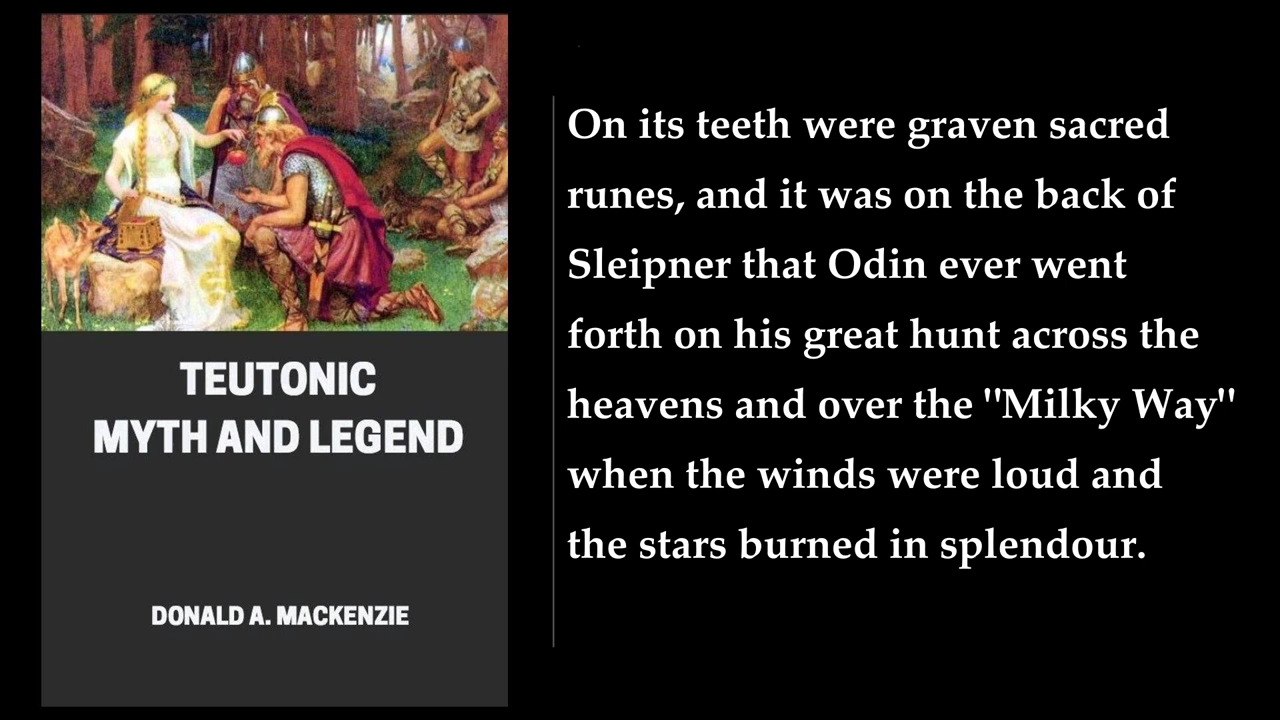 TEUTONIC
MYTH AND LEGEND
DONALD A. MACKENZIE
On its teeth were graven sacred
runes, and it was on the back of
Sleipner that Odin ever went
forth on his great hunt across the
heavens and over the "Milky Way"
when the winds were loud and
the stars burned in splendour.